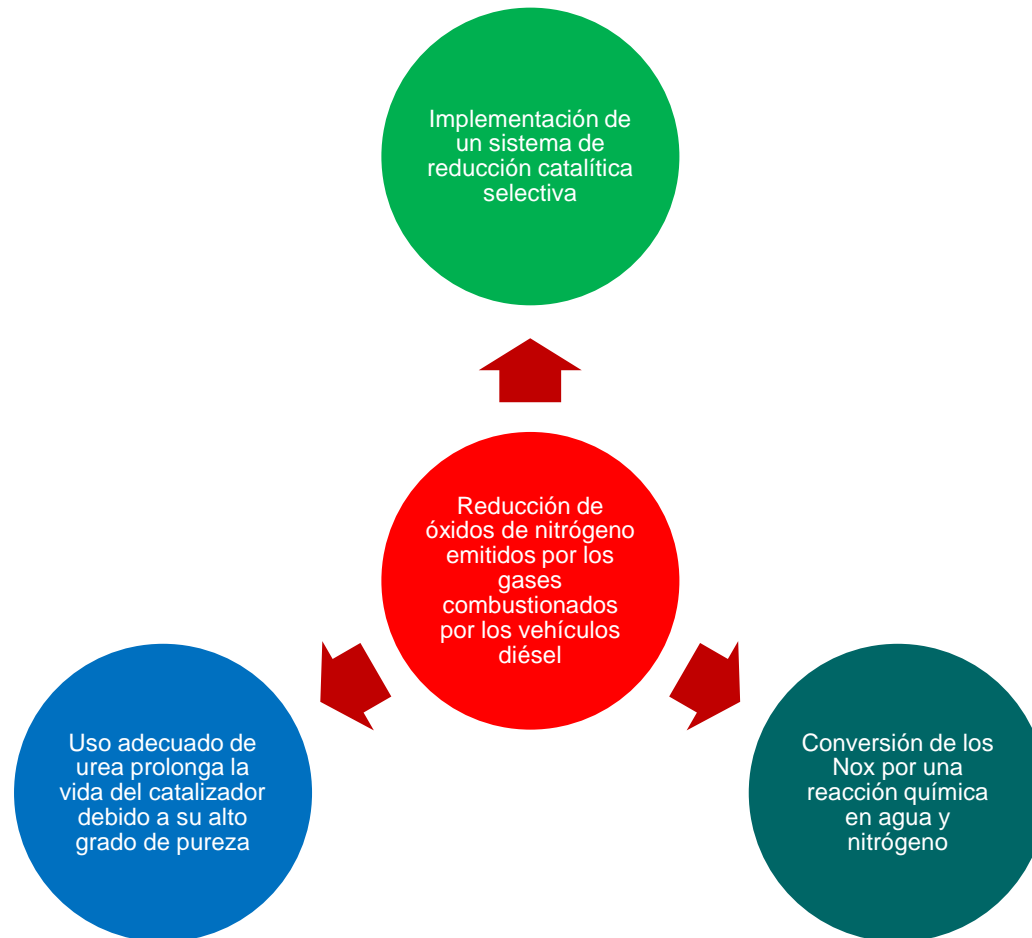 Implementación de
un sistema de
reducción catalítica
selectiva
Reducción de
óxidos de nitrógeno
emitidos por los
gases
combustionados
por los vehículos
diésel
Uso adecuado de
urea prolonga la
vida del catalizador
debido a su alto
grado de pureza
Conversión de los
Nox por una
reacción química
en agua y
nitrógeno